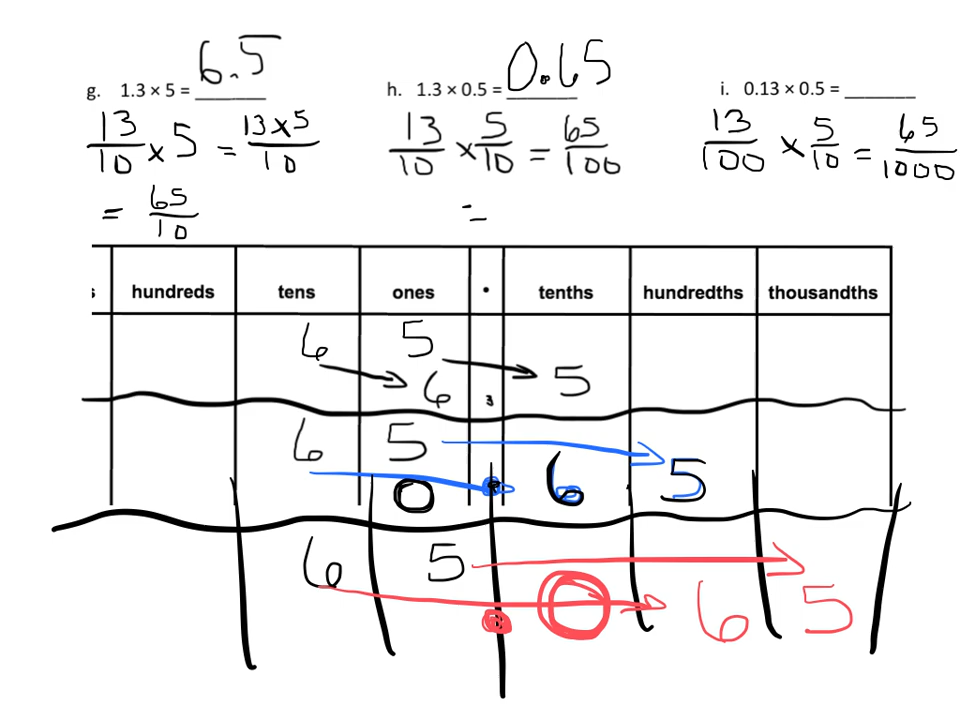 g. 1.3 × 5 = 6.5
h. 1.3 × 0.5 = 0.65
i. 0.13 × 0.5 = ______
13/10 × 5 = 13×5/10
13/10 × 5/10 = 65/100
13/100 × 5/10 = 65/1000
= 65/10
=
s hundreds tens ones • tenths hundredths thousandths
6 5
6 . 5
6 5
0 . 6 5
6 5
. 0 6 5